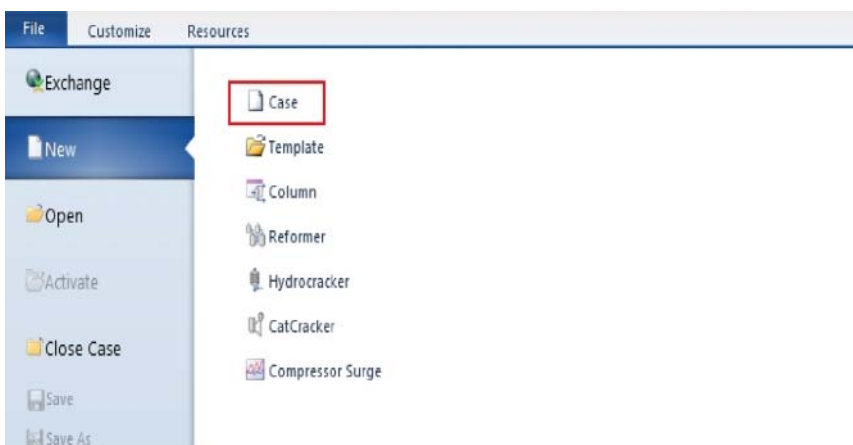 File Customize Resources
Exchange
New
Open
Activate
Close Case
Save
Save As
Case
Template
Column
Reformer
Hydrocracker
CatCracker
Compressor Surge